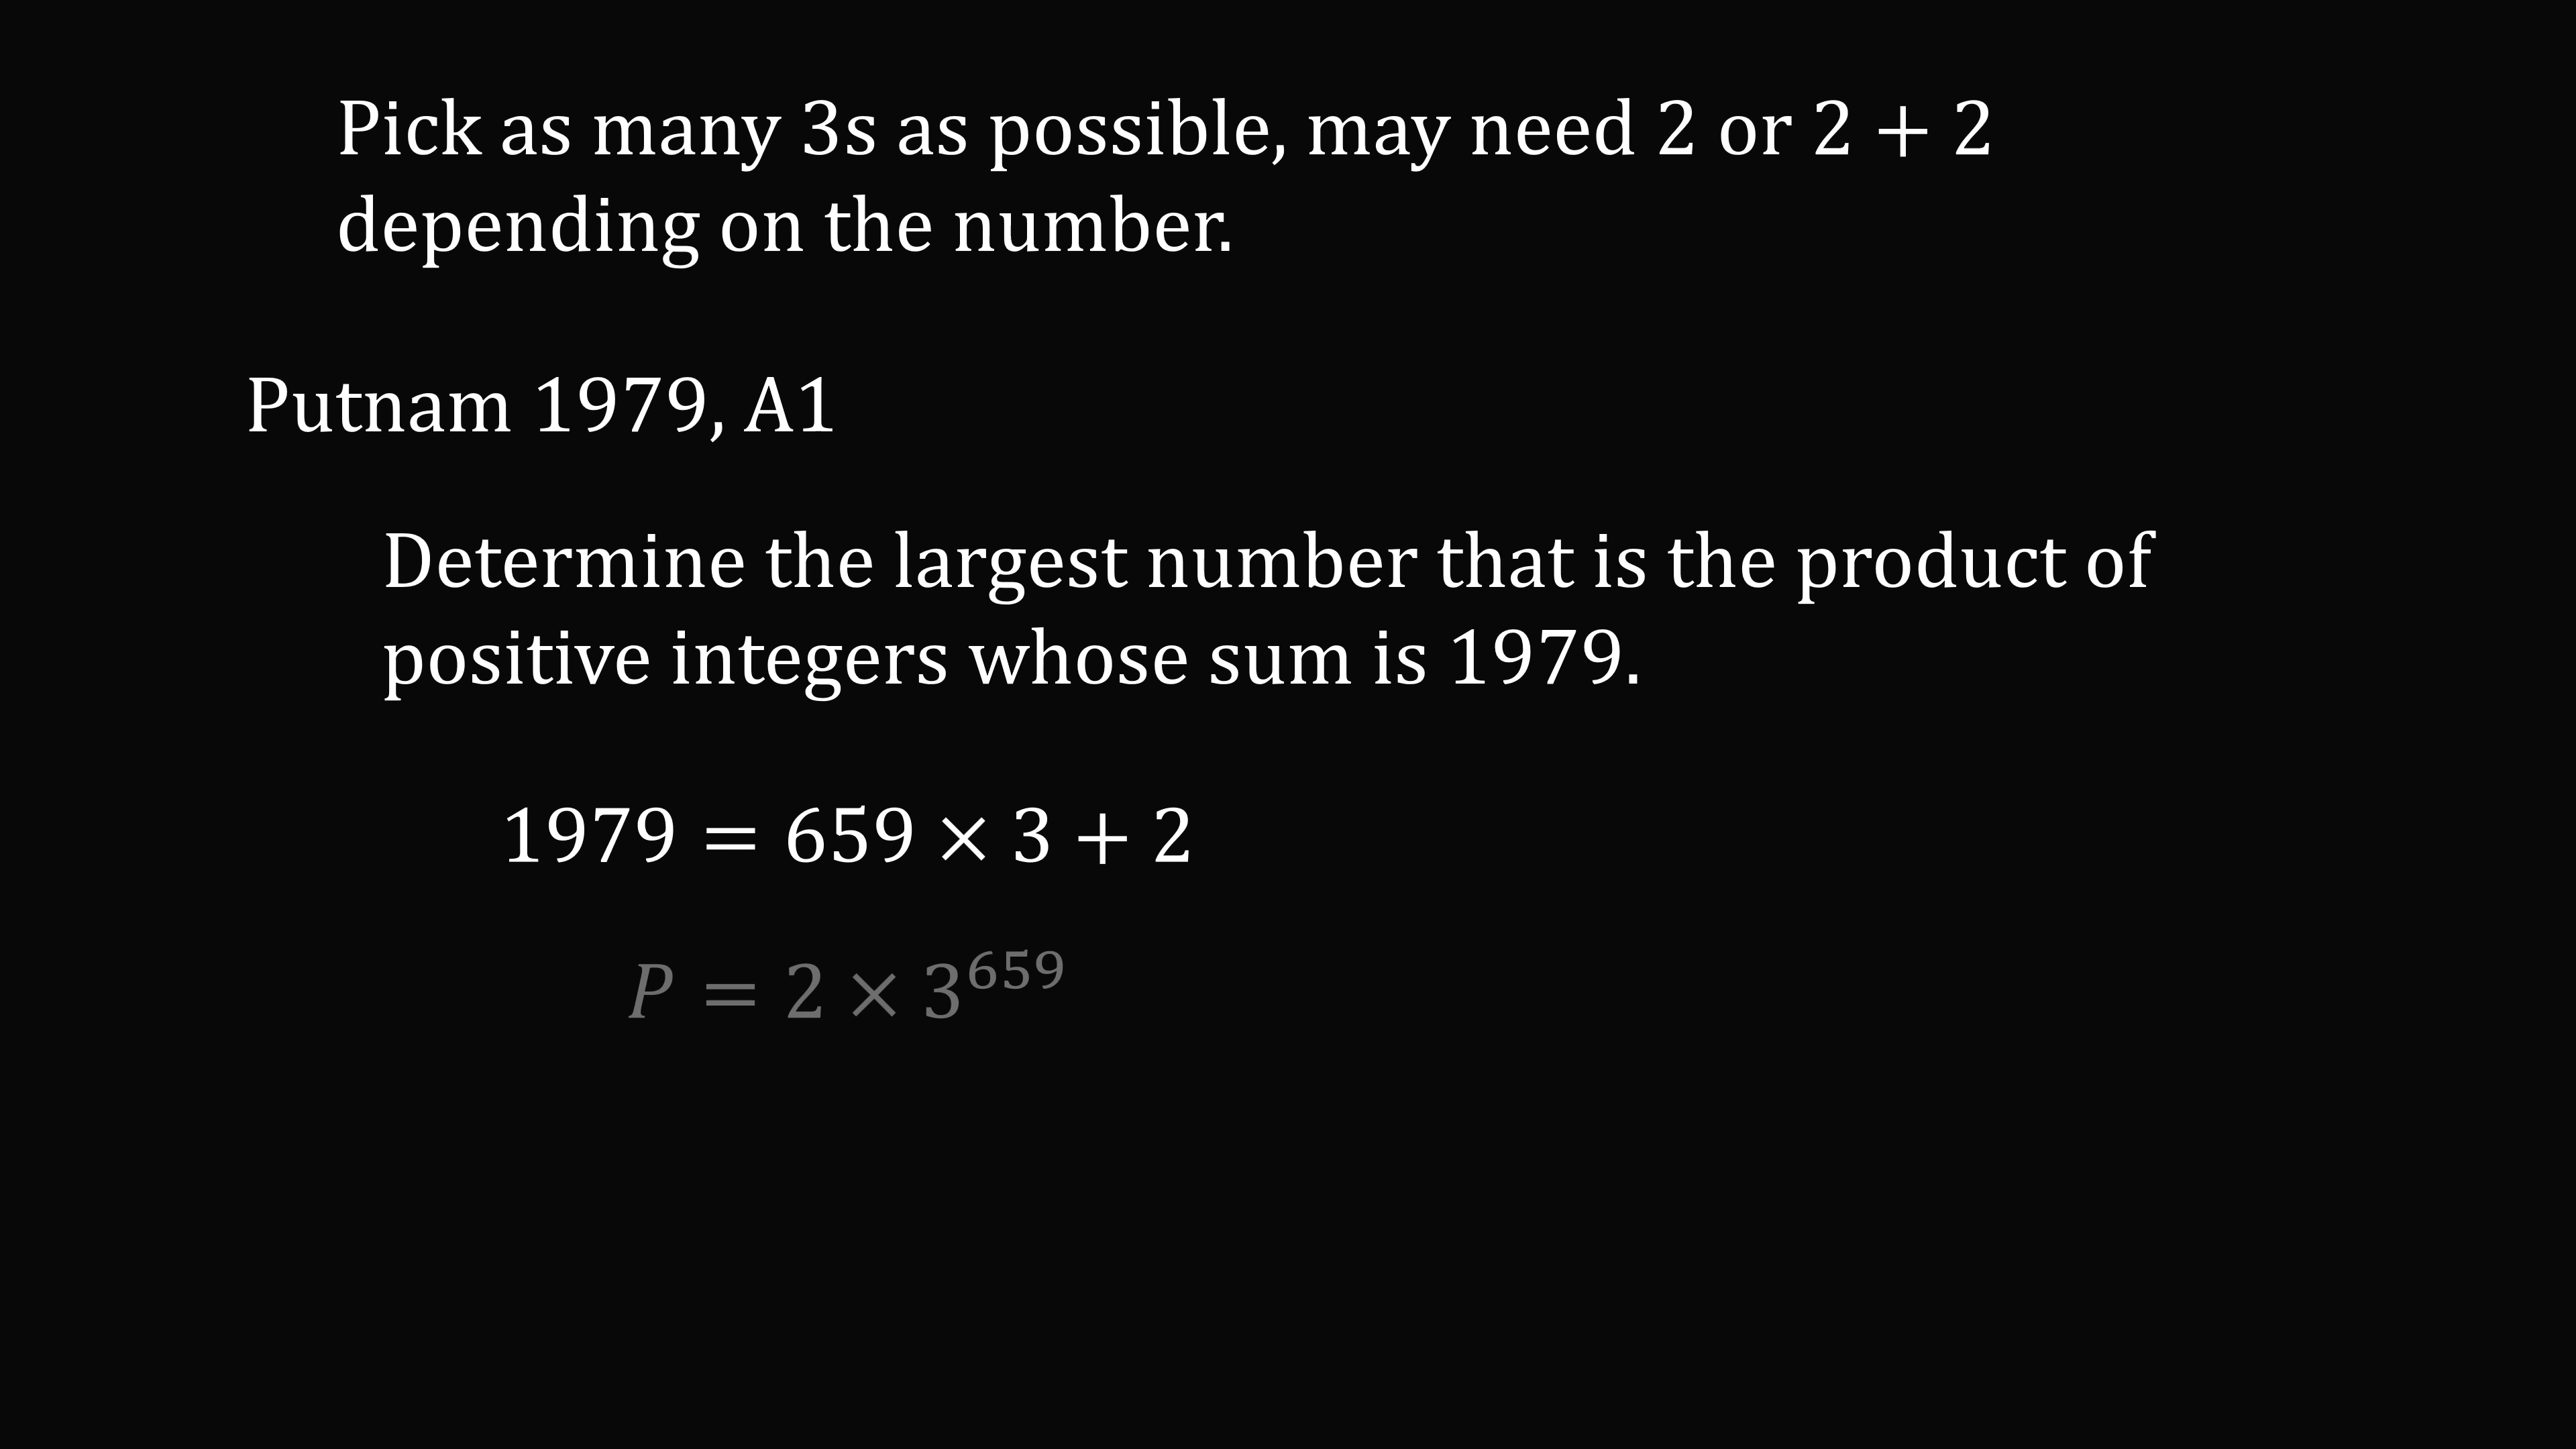 Pick as many 3s as possible, may need 2 or 2 + 2
depending on the number.
Putnam 1979, A1
Determine the largest number that is the product of
positive integers whose sum is 1979.
1979 = 659 × 3 + 2
P = 2 × 3⁶⁵⁹